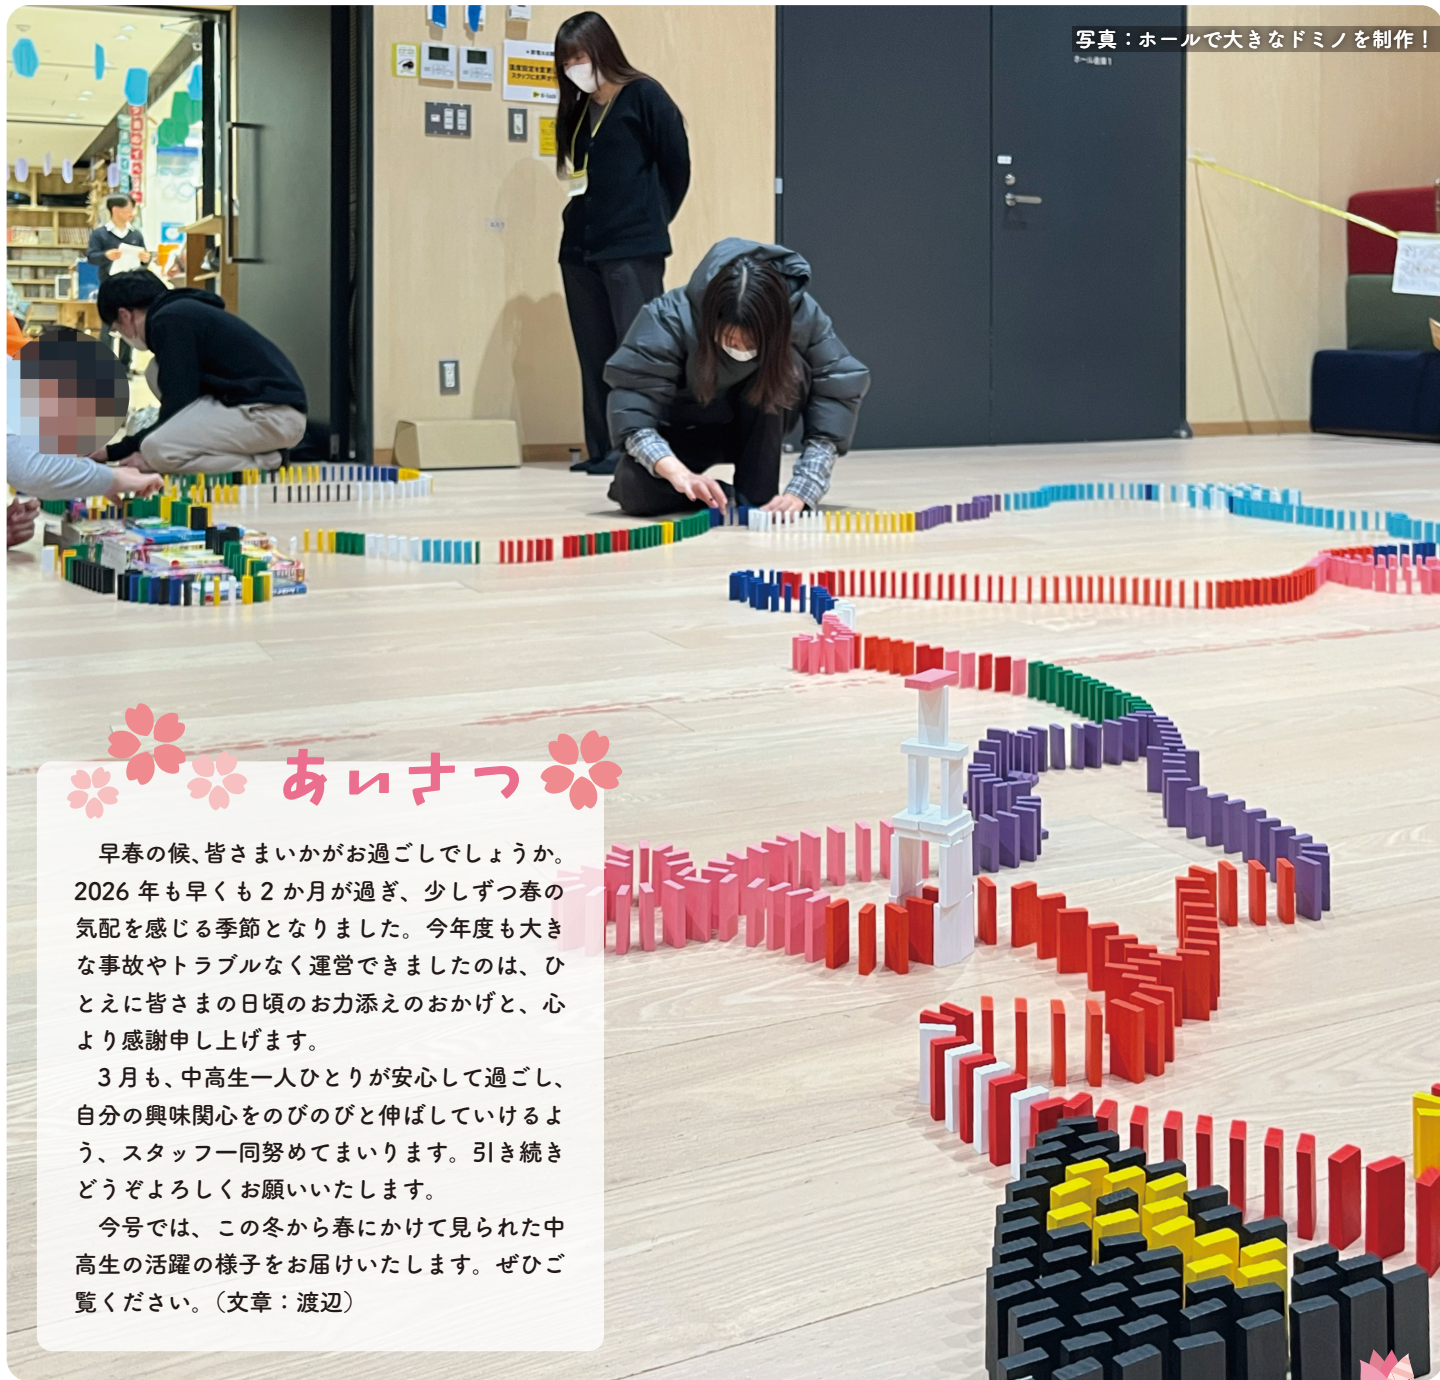 写真：ホールで大きなドミノを制作！
あいさつ
早春の候、皆さまいかがお過ごしでしょうか。
2026 年も早くも 2 か月が過ぎ、少しずつ春の
気配を感じる季節となりました。今年度も大き
な事故やトラブルなく運営できましたのは、ひ
とえに皆さまの日頃のお力添えのおかげと、心
より感謝申し上げます。
3 月も、中高生一人ひとりが安心して過ごし、
自分の興味関心をのびのびと伸ばしていけるよ
う、スタッフ一同努めてまいります。引き続き
どうぞよろしくお願いいたします。
今号では、この冬から春にかけて見られた中
高生の活躍の様子をお届けいたします。ぜひご
覧ください。（文章：渡辺）